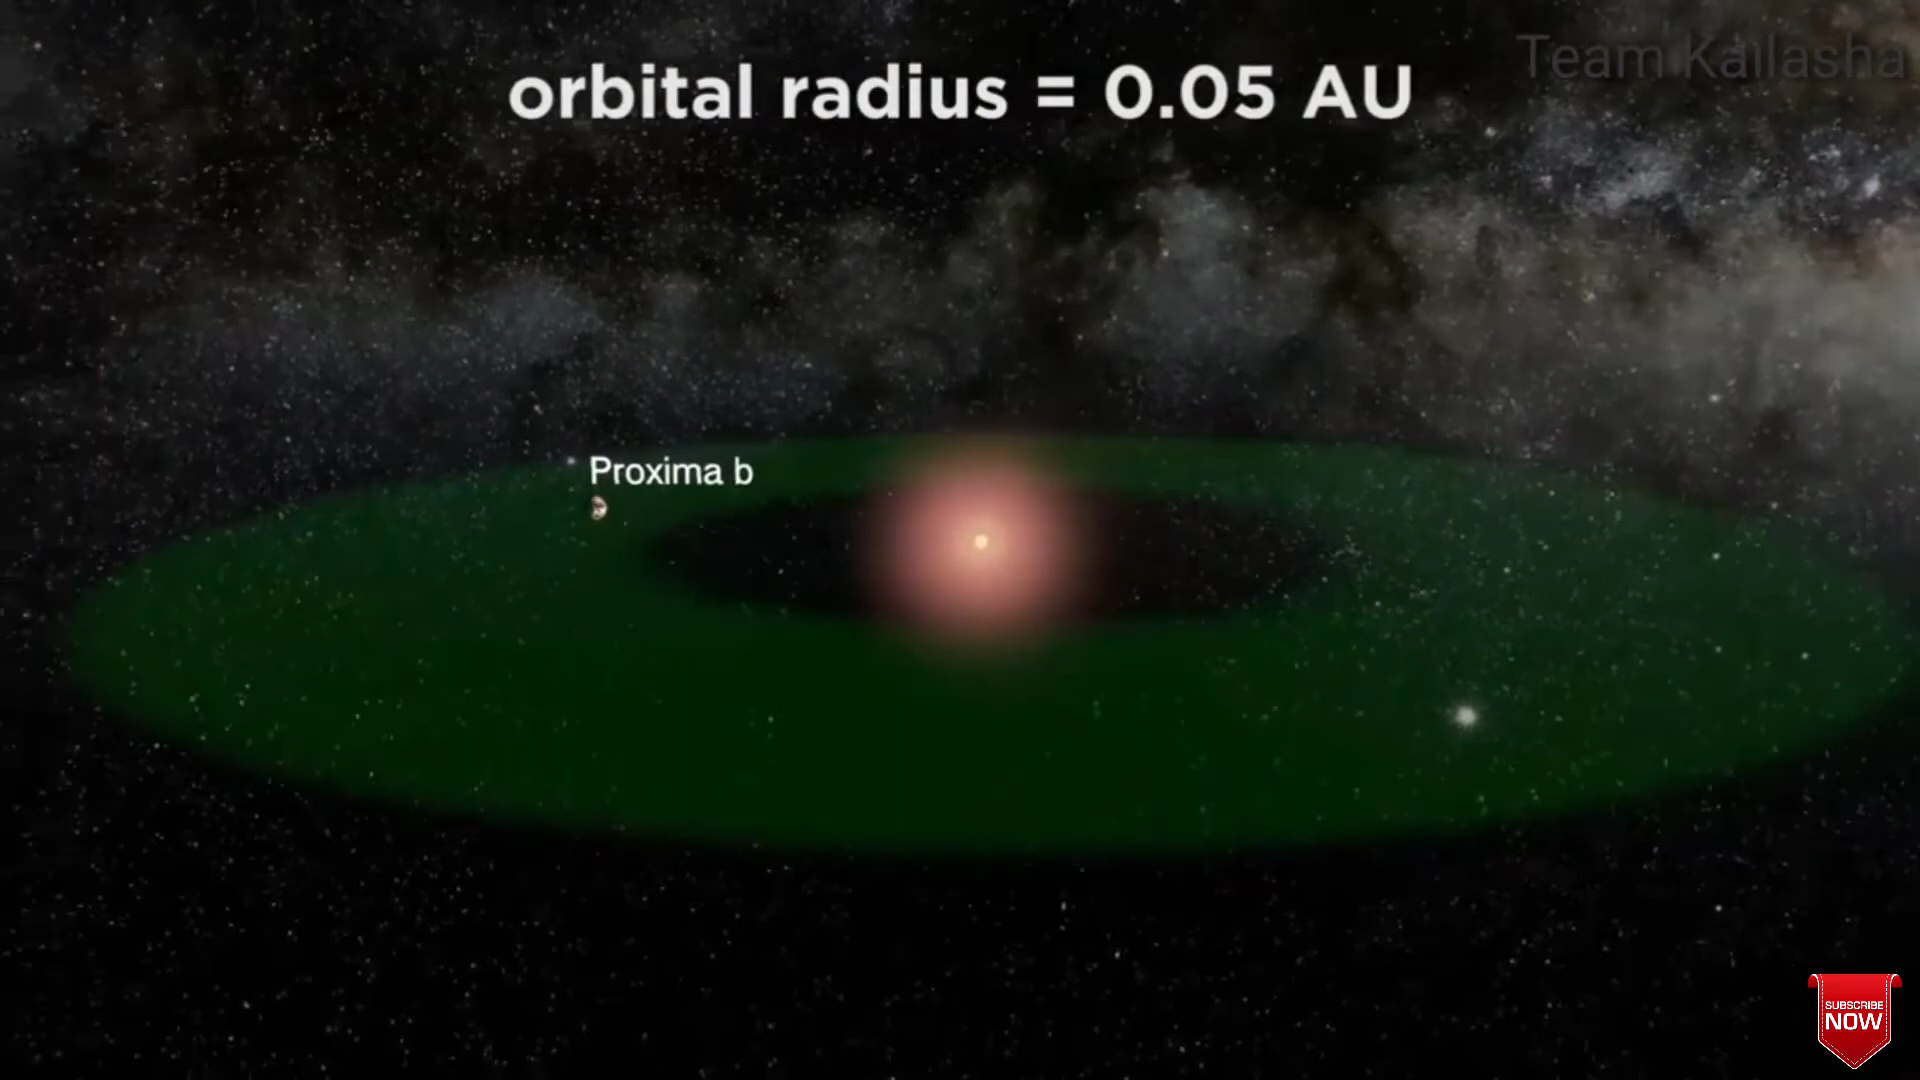 Team Kailasha
orbital radius = 0.05 AU
Proxima b
SUBSCRIBE
NOW